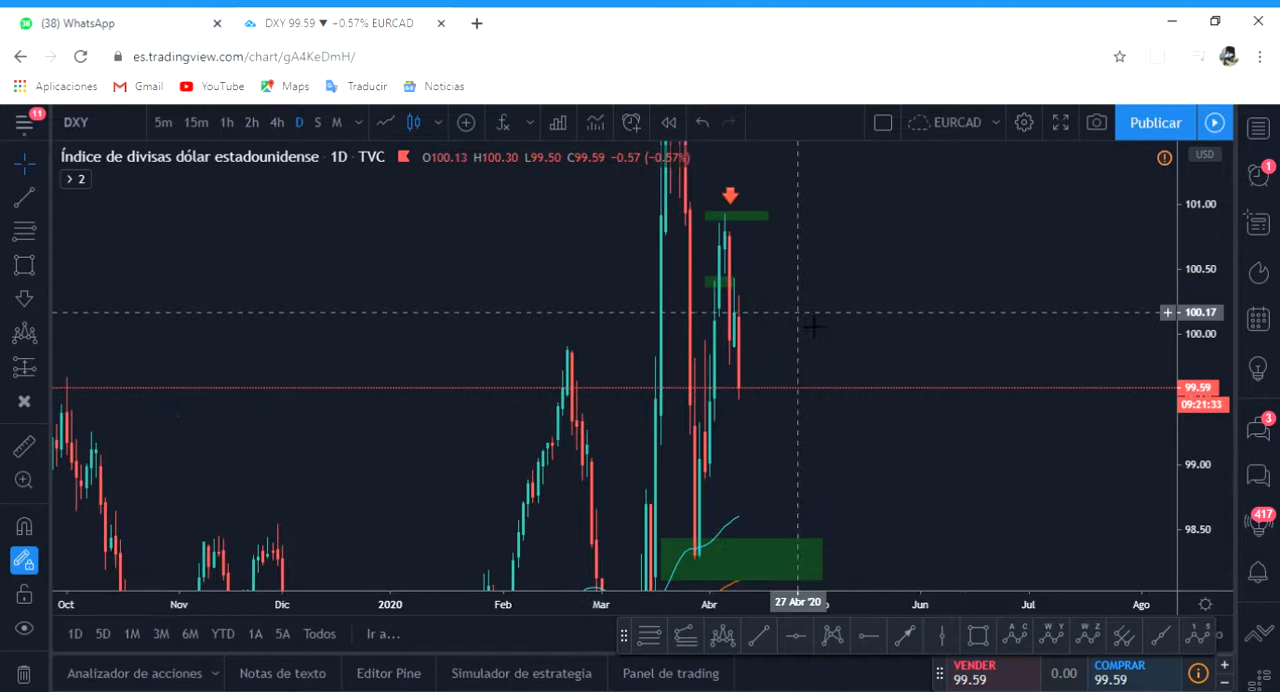 (38) WhatsApp
DXY 99.59 ▼ −0.57% EURCAD
es.tradingview.com/chart/gA4KeDmH/
Aplicaciones Gmail YouTube Maps Traducir Noticias
11
DXY 5m 15m 1h 2h 4h D S M EURCAD Publicar
Índice de divisas dólar estadounidense · 1D · TVC O100.13 H100.30 L99.50 C99.59 −0.57 (−0.57%) USD
1
2
101.00
100.50
100.17
100.00
99.59
09:21:33
3
99.00
417
98.50
Oct Nov Dic 2020 Feb Mar Abr 27 Abr '20 Jun Jul Ago
1D 5D 1M 3M 6M YTD 1A 5A Todos Ir a...
A C W Y W Z 1 5
Analizador de acciones Notas de texto Editor Pine Simulador de estrategia Panel de trading
VENDER 0.00 COMPRAR
99.59 99.59